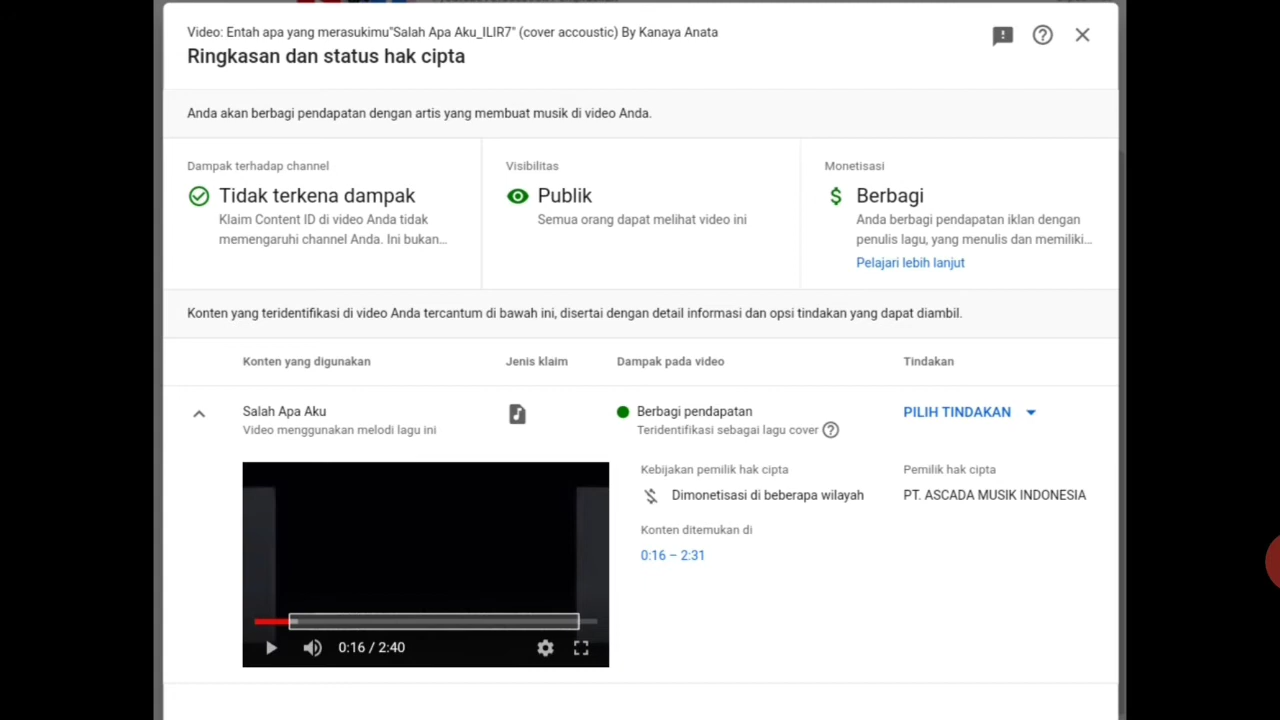 Video: Entah apa yang merasukimu"Salah Apa Aku_ILIR7" (cover accoustic) By Kanaya Anata
Ringkasan dan status hak cipta
Anda akan berbagi pendapatan dengan artis yang membuat musik di video Anda.
Dampak terhadap channel
Tidak terkena dampak
Klaim Content ID di video Anda tidak
memengaruhi channel Anda. Ini bukan...
Visibilitas
Publik
Semua orang dapat melihat video ini
Monetisasi
Berbagi
Anda berbagi pendapatan iklan dengan
penulis lagu, yang menulis dan memiliki...
Pelajari lebih lanjut
Konten yang teridentifikasi di video Anda tercantum di bawah ini, disertai dengan detail informasi dan opsi tindakan yang dapat diambil.
Konten yang digunakan
Jenis klaim
Dampak pada video
Tindakan
Salah Apa Aku
Video menggunakan melodi lagu ini
Berbagi pendapatan
Teridentifikasi sebagai lagu cover
PILIH TINDAKAN
Kebijakan pemilik hak cipta
Dimonetisasi di beberapa wilayah
Pemilik hak cipta
PT. ASCADA MUSIK INDONESIA
Konten ditemukan di
0:16 – 2:31
0:16 / 2:40